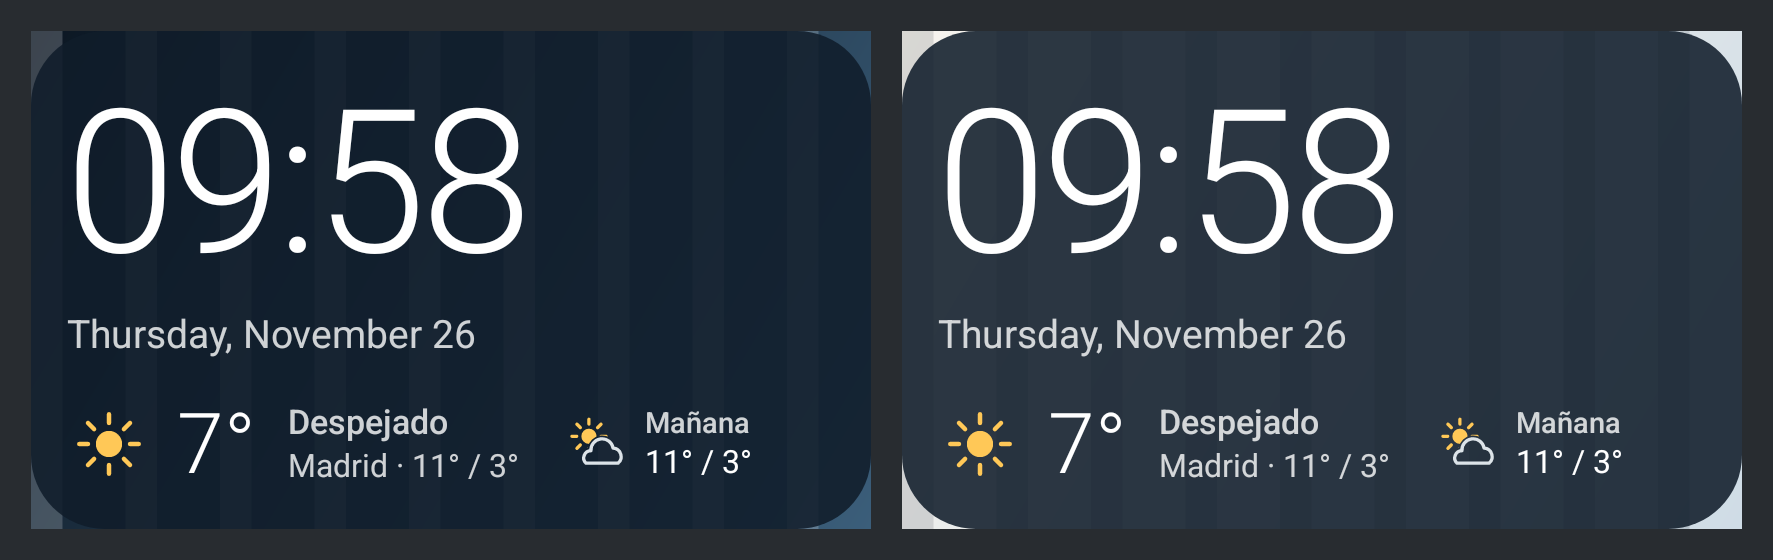 09:58
Thursday, November 26
7°
Despejado
Madrid · 11° / 3°
Mañana
11° / 3°
09:58
Thursday, November 26
7°
Despejado
Madrid · 11° / 3°
Mañana
11° / 3°